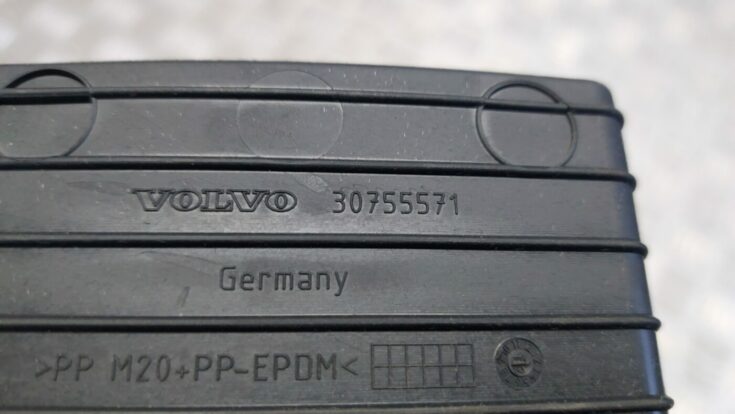 VOLVO 30755571
Germany
>PP M20+PP-EPDM<